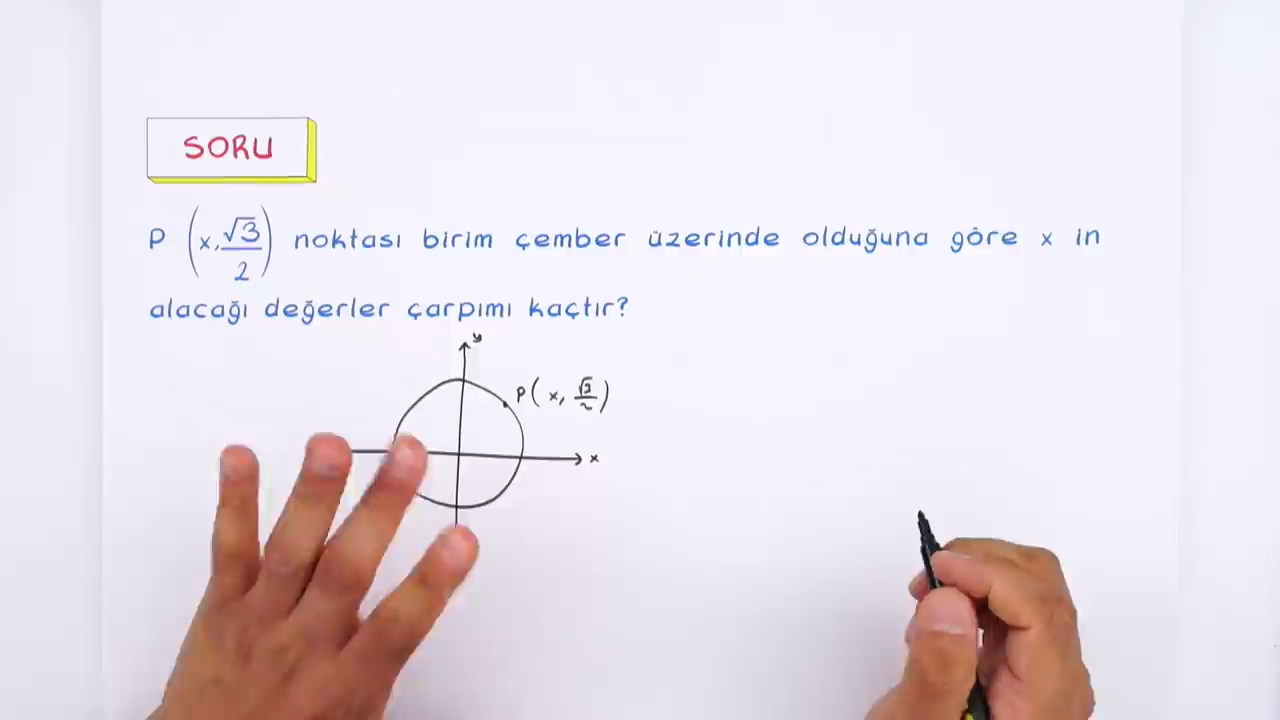 SORU
P (x, √3/2) noktası birim çember üzerinde olduğuna göre x in
alacağı değerler çarpımı kaçtır?
y
P(x, √3/2)
x